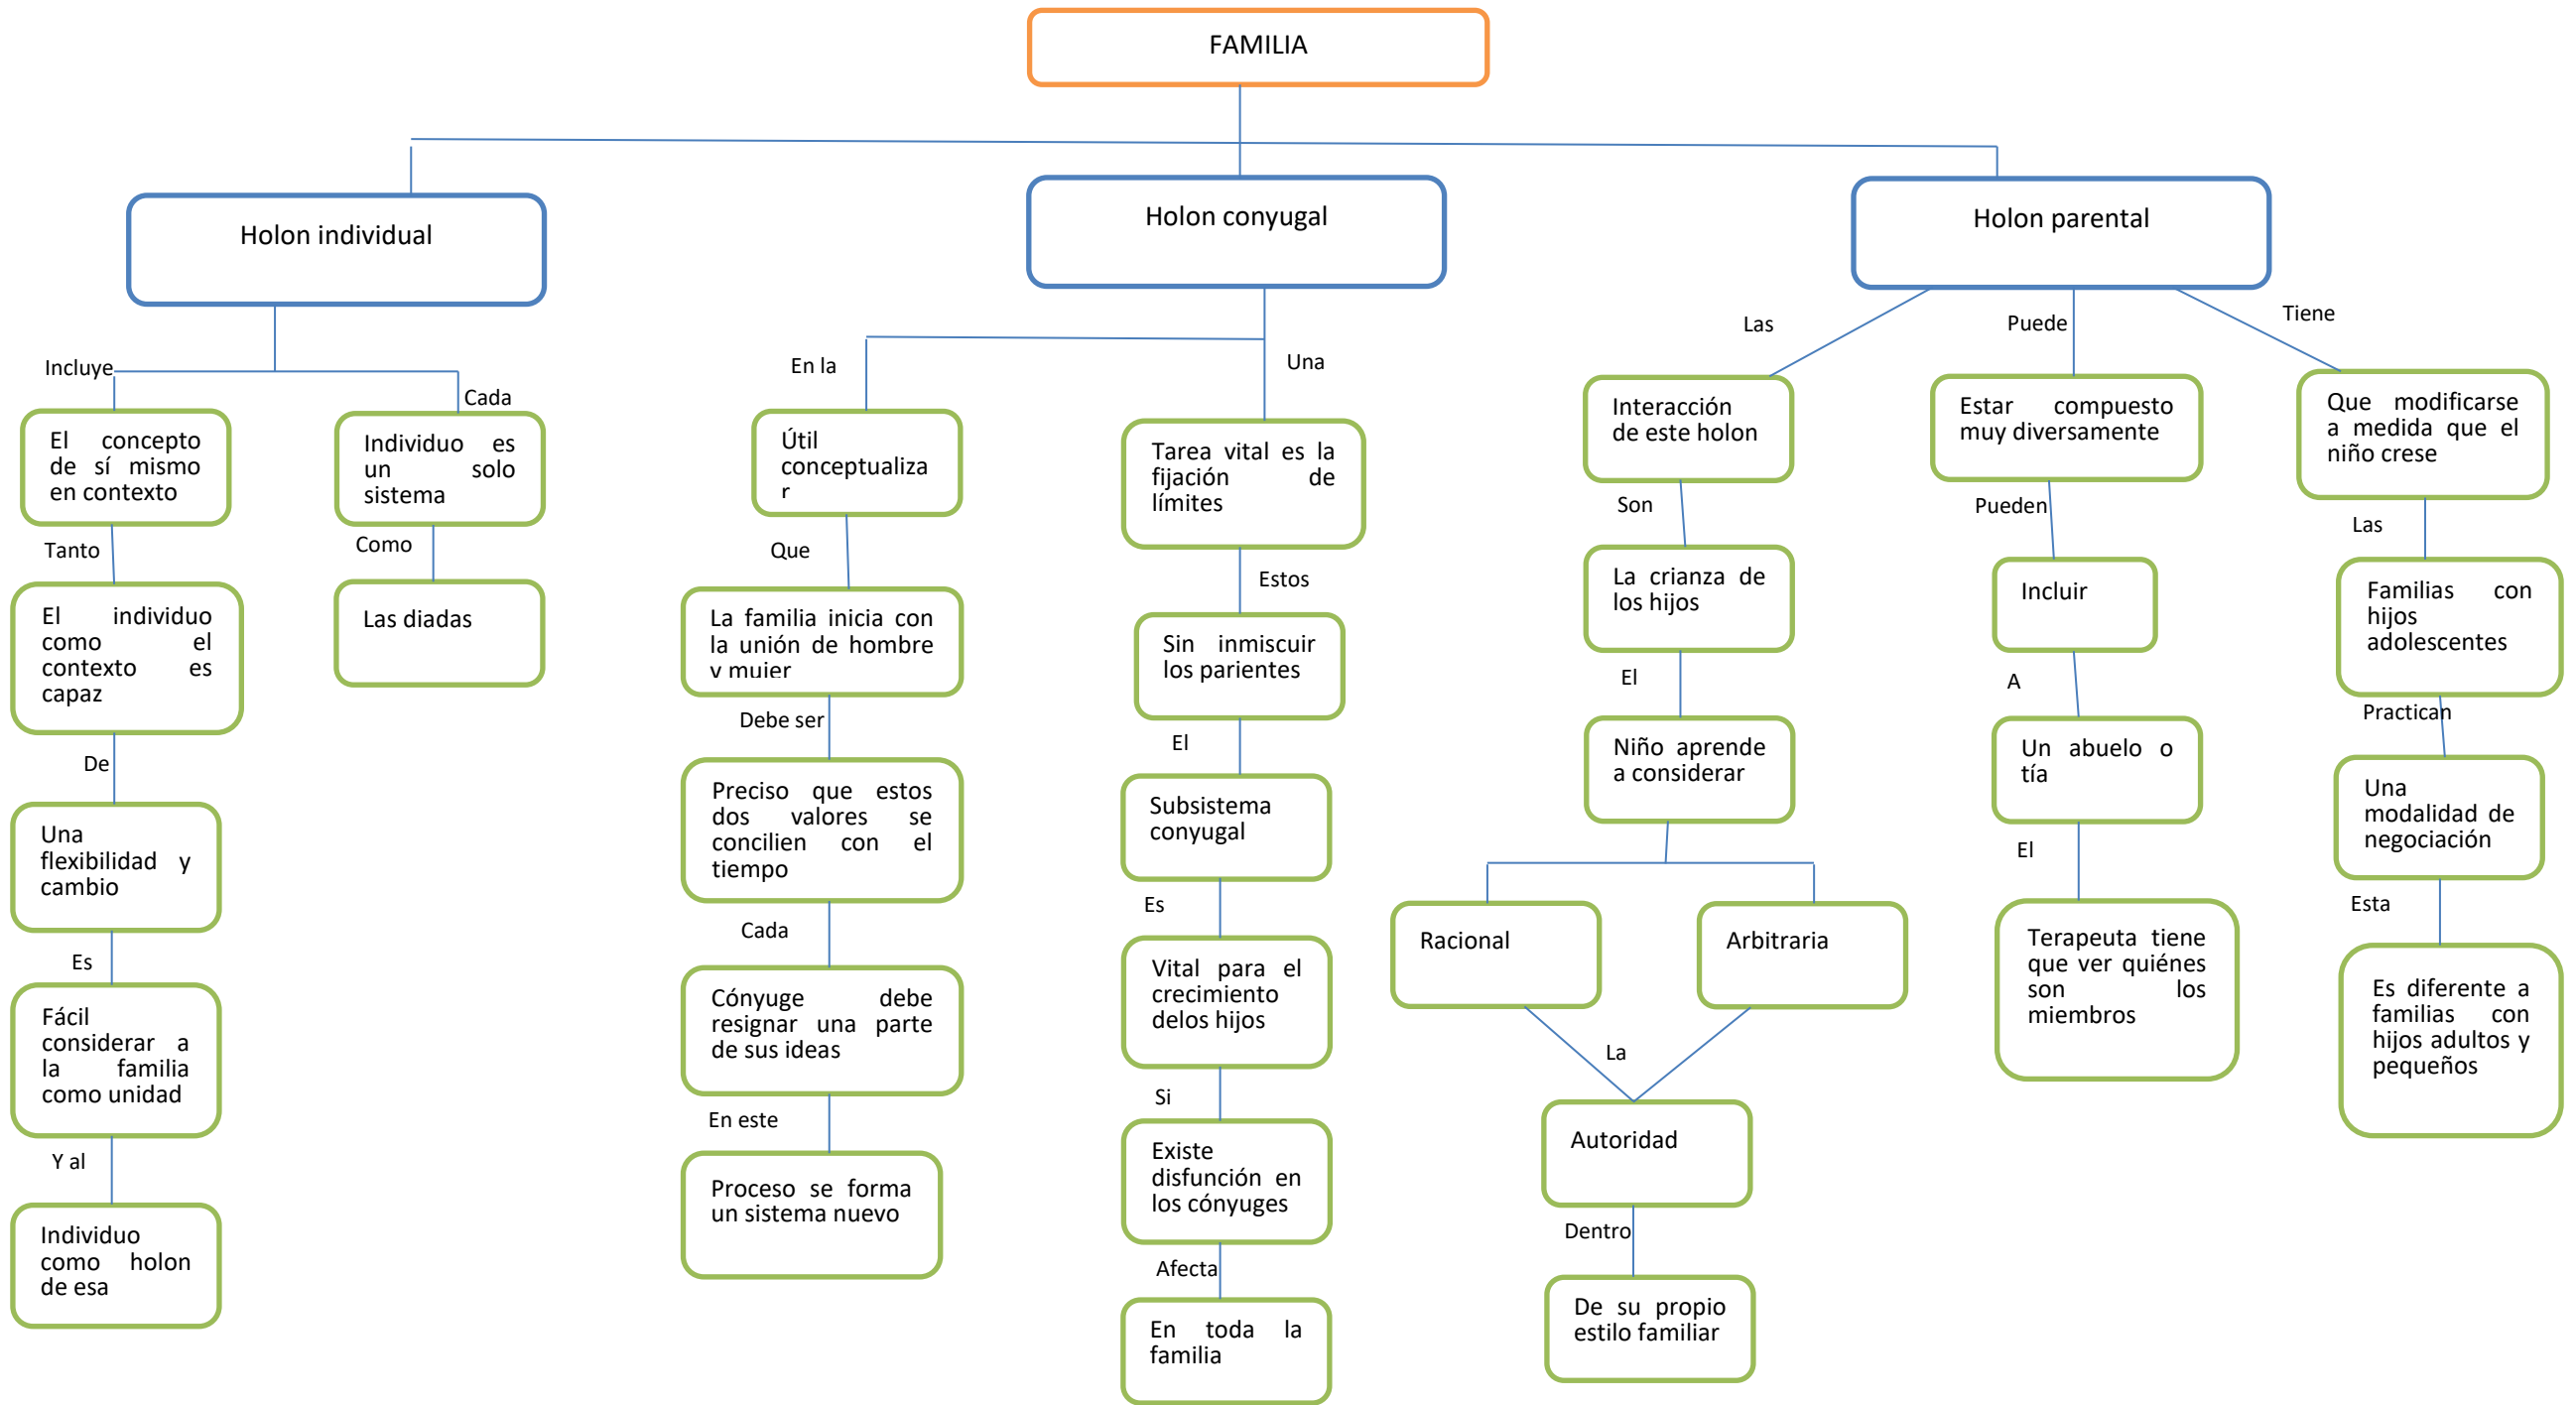 FAMILIA
Holon individual
Incluye
El concepto
de sí mismo
en contexto
Tanto
El individuo
como el
contexto es
capaz
De
Una
flexibilidad y
cambio
Es
Fácil
considerar a
la familia
como unidad
Y al
Individuo
como holon
de esa
Cada
Individuo es
un solo
sistema
Como
Las diadas
Holon conyugal
En la
Útil
conceptualiza
r
Que
La familia inicia con
la unión de hombre
y mujer
Debe ser
Preciso que estos
dos valores se
concilien con el
tiempo
Cada
Cónyuge debe
resignar una parte
de sus ideas
En este
Proceso se forma
un sistema nuevo
Una
Tarea vital es la
fijación de
límites
Estos
Sin inmiscuir
los parientes
El
Subsistema
conyugal
Es
Vital para el
crecimiento
delos hijos
Si
Existe
disfunción en
los cónyuges
Afecta
En toda la
familia
Holon parental
Las
Interacción
de este holon
Son
La crianza de
los hijos
El
Niño aprende
a considerar
Racional
Arbitraria
La
Autoridad
Dentro
De su propio
estilo familiar
Puede
Estar compuesto
muy diversamente
Pueden
Incluir
A
Un abuelo o
tía
El
Terapeuta tiene
que ver quiénes
son los
miembros
Tiene
Que modificarse
a medida que el
niño crese
Las
Familias con
hijos
adolescentes
Practican
Una
modalidad de
negociación
Esta
Es diferente a
familias con
hijos adultos y
pequeños